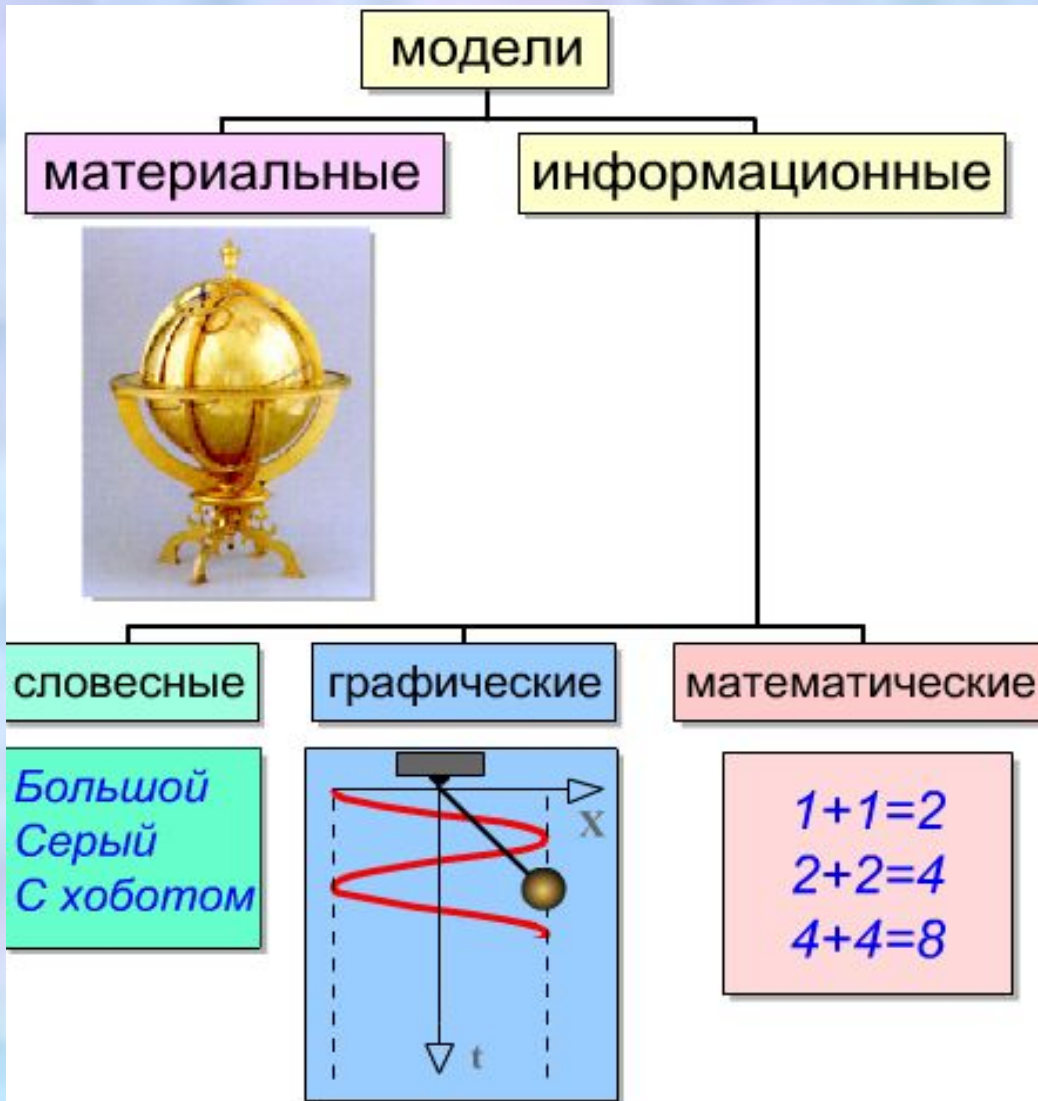 модели
материальные
информационные
словесные
графические
математические
Большой
Серый
С хоботом
X
t
1+1=2
2+2=4
4+4=8